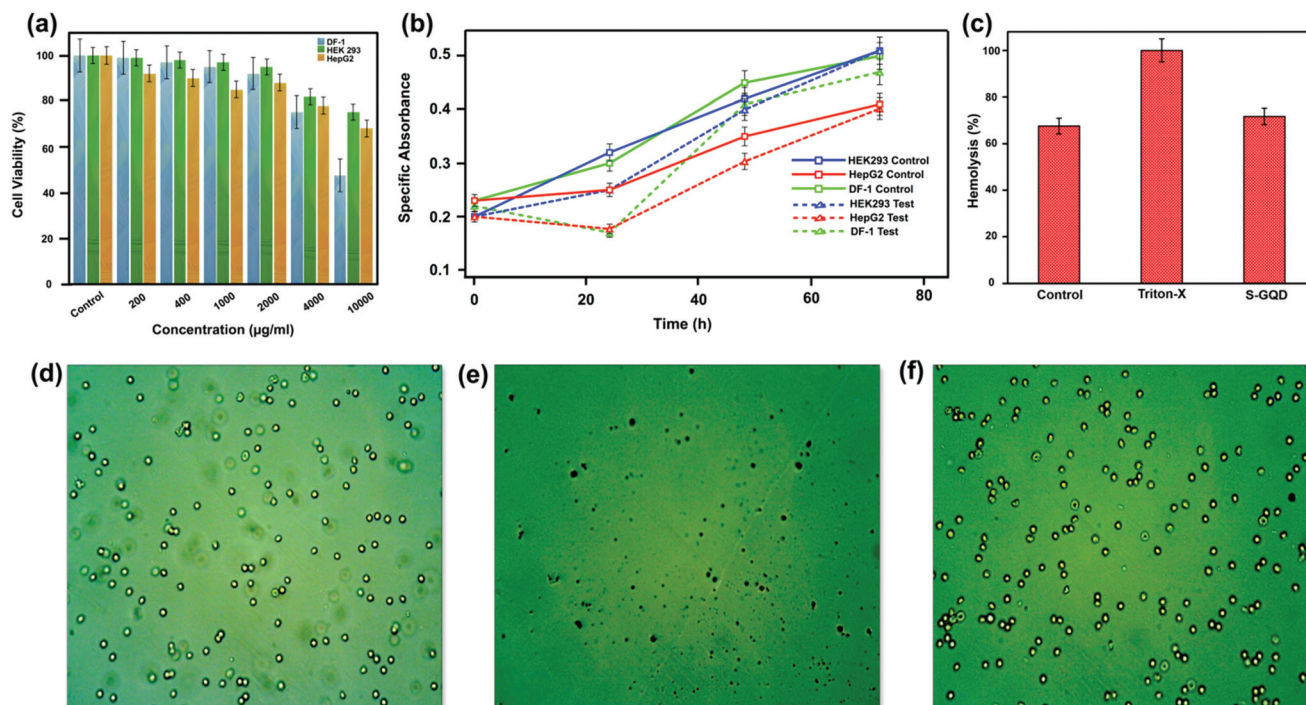 (a)
DF-1
HEK 293
HepG2
100
80
60
40
20
0
Cell Viability (%)
Control
200
400
1000
2000
4000
10000
Concentration (µg/ml)
(b)
0.5
0.4
0.3
0.2
0.1
Specific Absorbance
HEK293 Control
HepG2 Control
DF-1 Control
HEK293 Test
HepG2 Test
DF-1 Test
0
20
40
60
80
Time (h)
(c)
100
80
60
40
20
0
Hemolysis (%)
Control
Triton-X
S-GQD
(d)
(e)
(f)